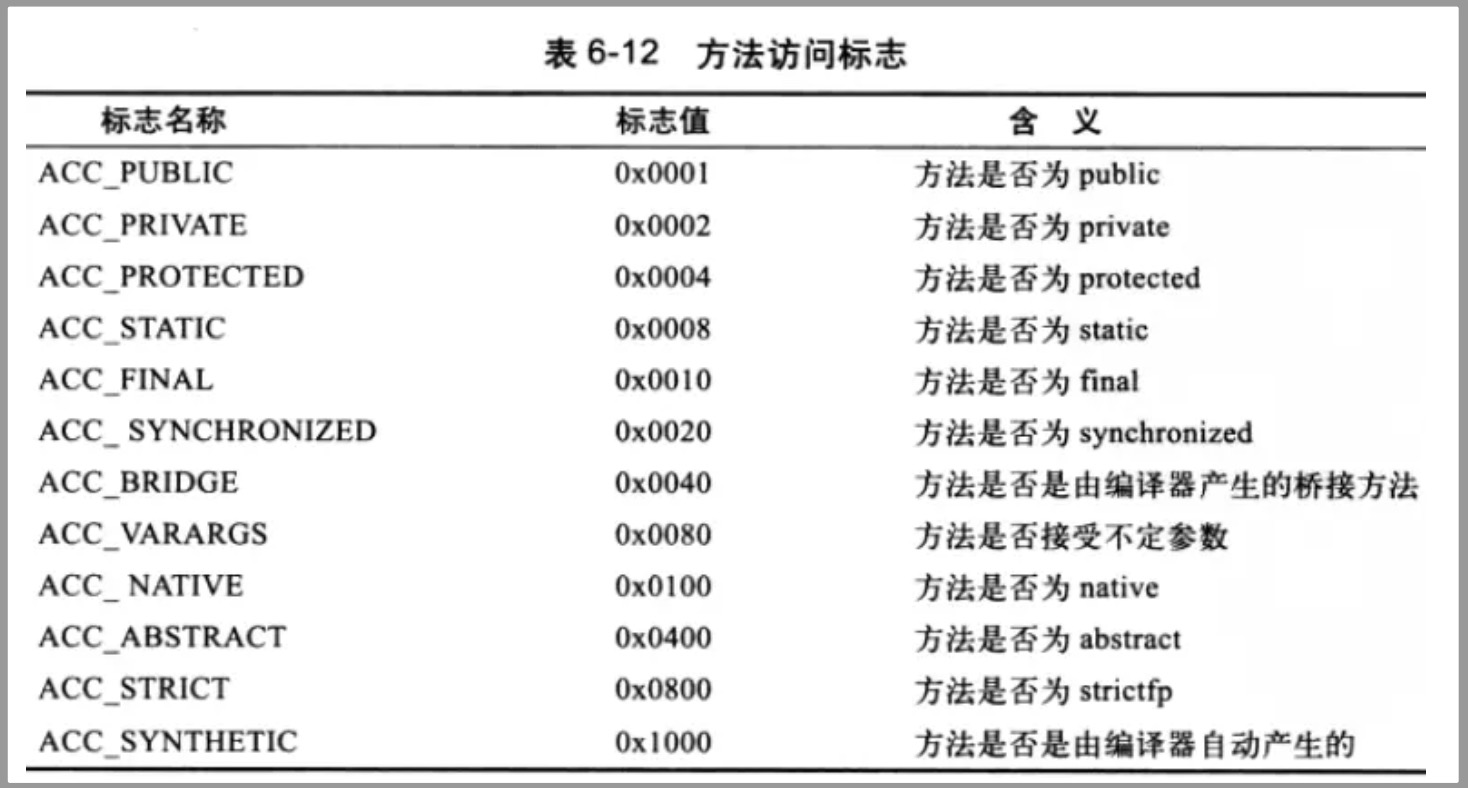 表 6-12 方法访问标志
标志名称 标志值 含 义
ACC_PUBLIC 0x0001 方法是否为 public
ACC_PRIVATE 0x0002 方法是否为 private
ACC_PROTECTED 0x0004 方法是否为 protected
ACC_STATIC 0x0008 方法是否为 static
ACC_FINAL 0x0010 方法是否为 final
ACC_ SYNCHRONIZED 0x0020 方法是否为 synchronized
ACC_BRIDGE 0x0040 方法是否是由编译器产生的桥接方法
ACC_VARARGS 0x0080 方法是否接受不定参数
ACC_ NATIVE 0x0100 方法是否为 native
ACC_ABSTRACT 0x0400 方法是否为 abstract
ACC_STRICT 0x0800 方法是否为 strictfp
ACC_SYNTHETIC 0x1000 方法是否是由编译器自动产生的